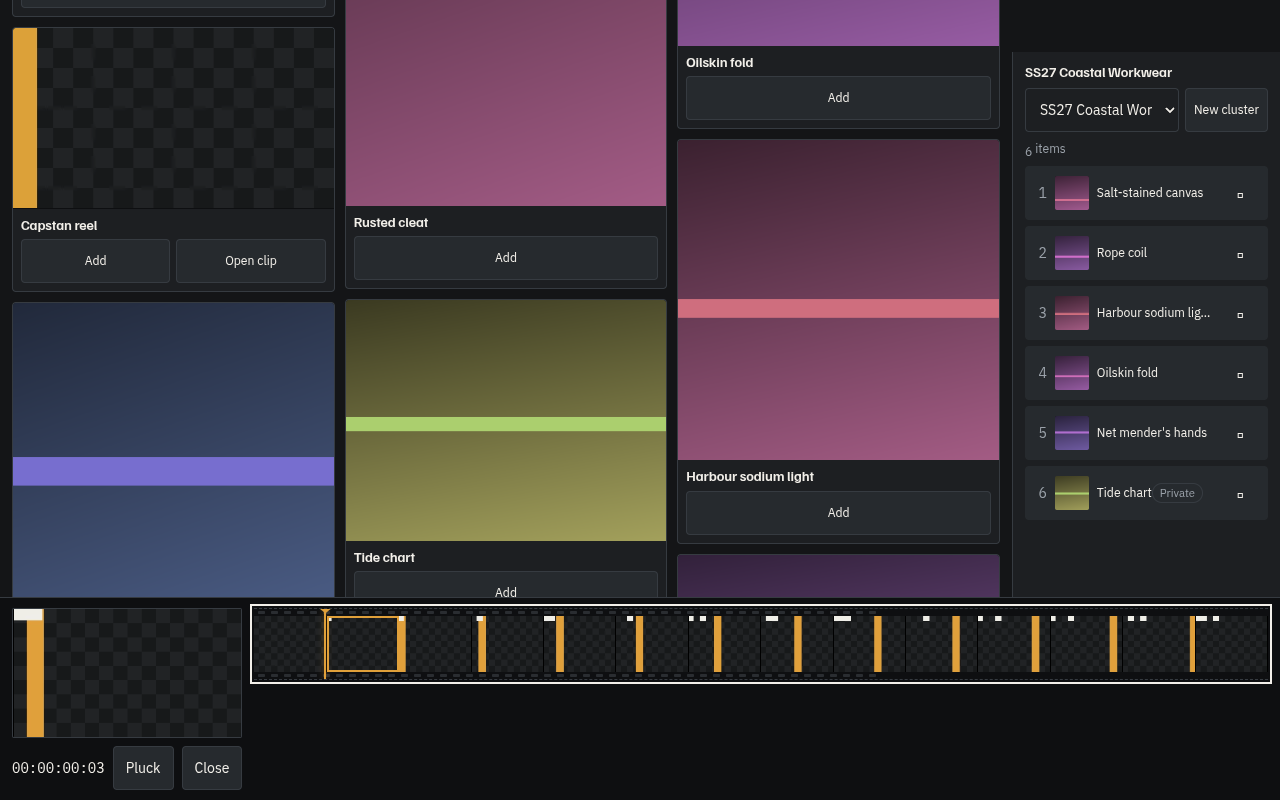 Capstan reel
Add
Open clip
Rusted cleat
Add
Tide chart
Add
Oilskin fold
Add
Harbour sodium light
Add
SS27 Coastal Workwear
SS27 Coastal Wor
New cluster
6 items
1 Salt-stained canvas
2 Rope coil
3 Harbour sodium lig...
4 Oilskin fold
5 Net mender's hands
6 Tide chart Private
00:00:00:03
Pluck
Close